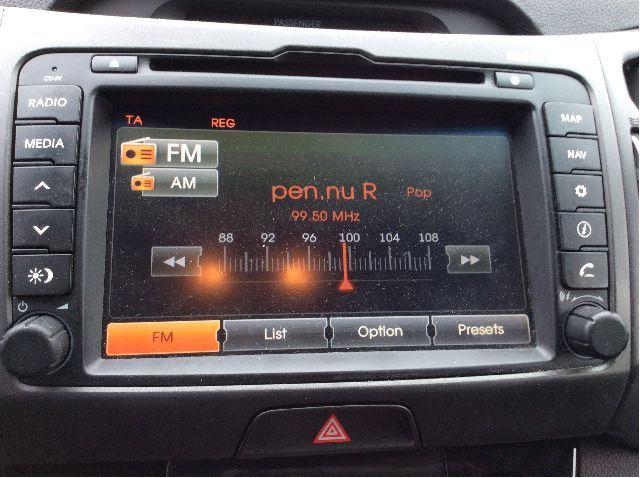 PASSENGER
CD-IN
RADIO
MEDIA
TA REG
FM
AM
pen.nu R Pop
99.50 MHz
88 92 96 100 104 108
FM List Option Presets
MAP
NAV